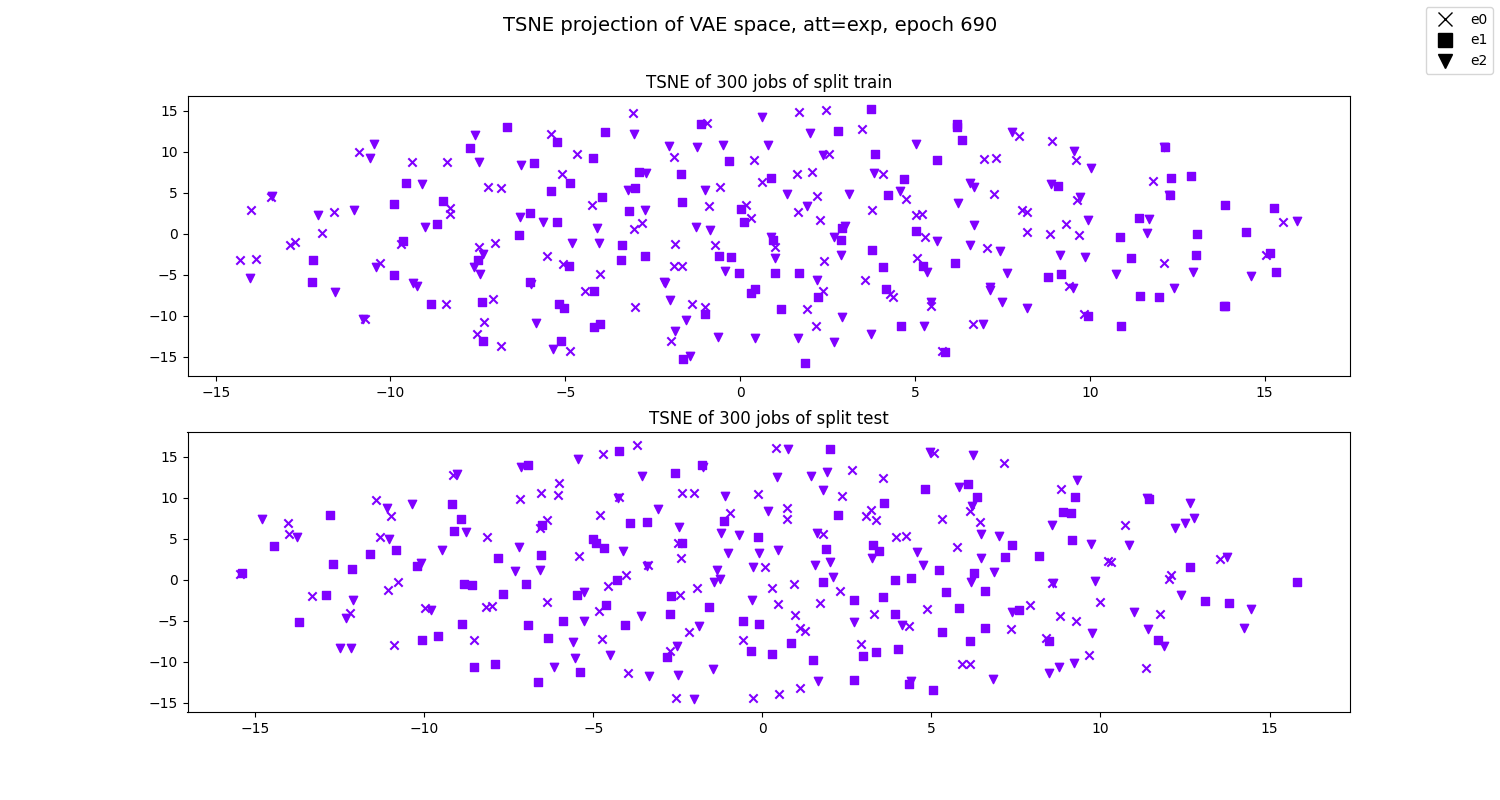 TSNE projection of VAE space, att=exp, epoch 690
e0
e1
e2
TSNE of 300 jobs of split train
15
10
5
0
−5
−10
−15
−15 −10 −5 0 5 10 15
TSNE of 300 jobs of split test
15
10
5
0
−5
−10
−15
−15 −10 −5 0 5 10 15